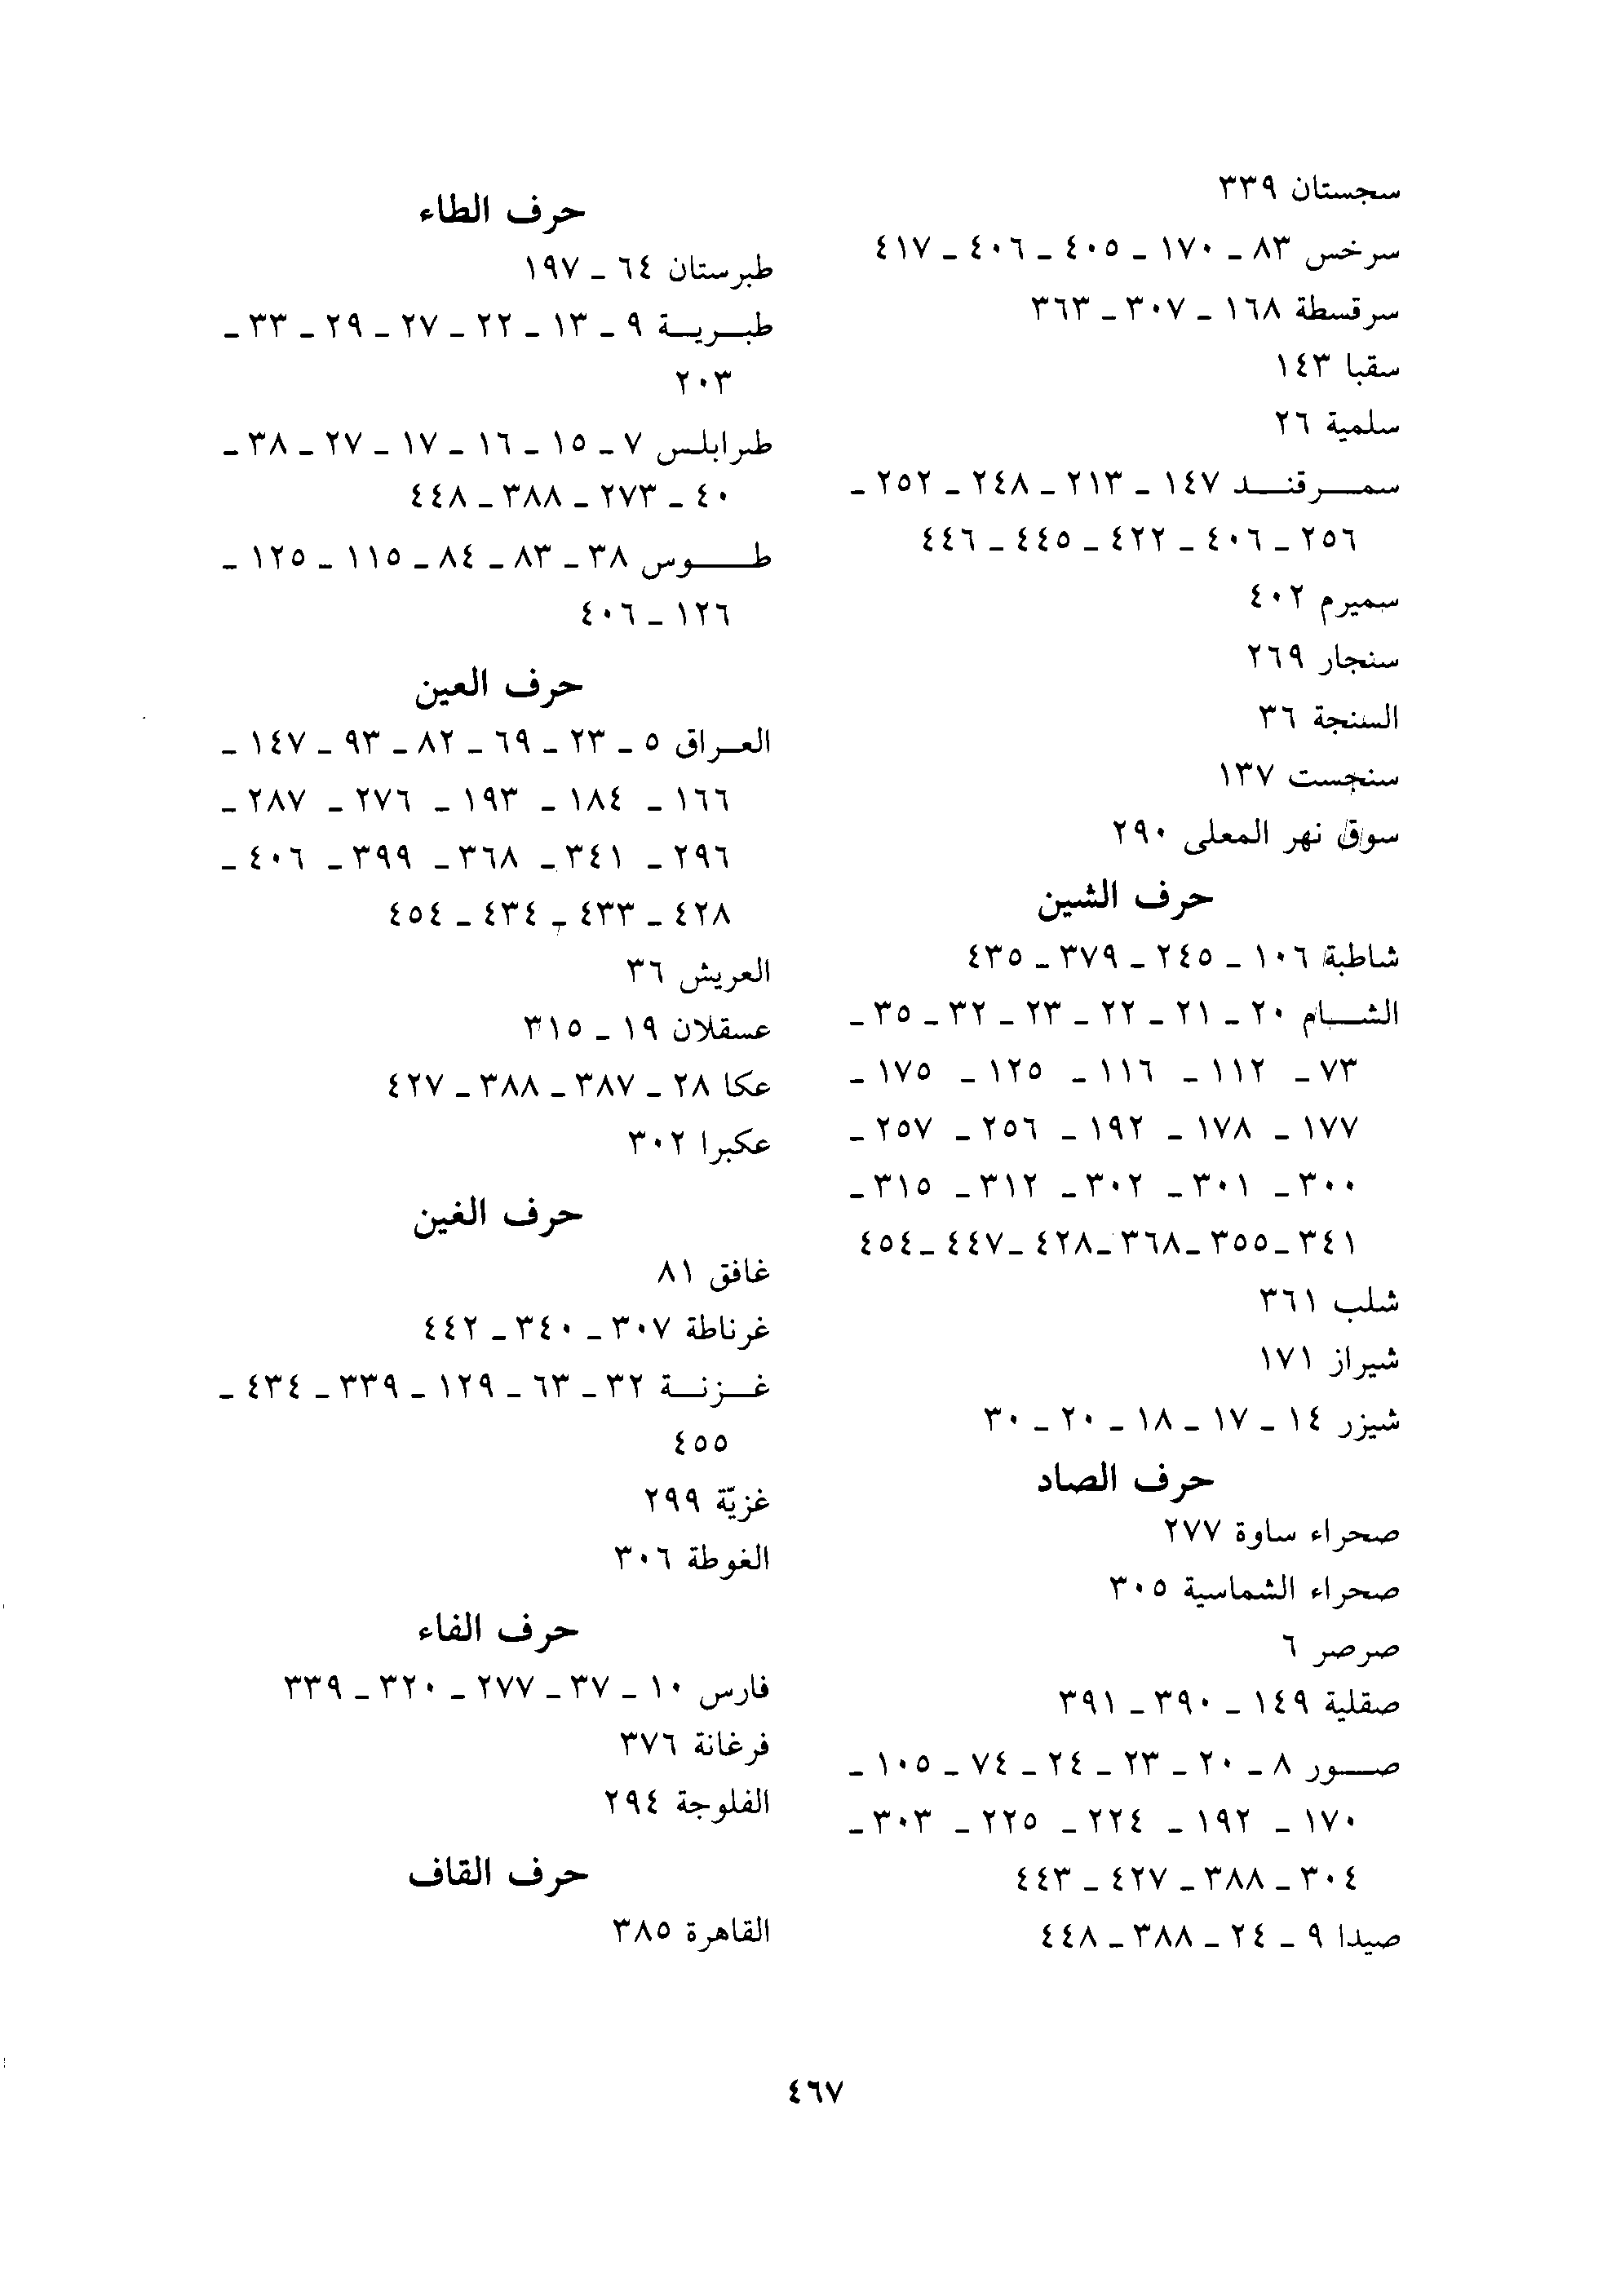 سجستان ٣٣٩
سرخس ٨٣ ـ ١٧٠ ـ ٤٠٥ ـ ٤٠٦ ـ ٤١٧
سرقسطة ١٦٨ ـ ٣٠٧ ـ ٣٦٣
سقبا ١٤٣
سلمية ٢٦
سمـرقنـد ١٤٧ ـ ٢١٣ ـ ٢٤٨ ـ ٢٥٢ ـ
٢٥٦ ـ ٤٠٦ ـ ٤٢٢ ـ ٤٤٥ ـ ٤٤٦
سميرم ٤٠٢
سنجار ٢٦٩
السنجة ٣٦
سنجست ١٣٧
سوق نهر المعلى ٢٩٠
حرف الشين
شاطبة ١٠٦ ـ ٢٤٥ ـ ٣٧٩ ـ ٤٣٥
الشـام ٢٠ ـ ٢١ ـ ٢٢ ـ ٢٣ ـ ٣٢ ـ ٣٥ ـ
٧٣ ـ ١١٢ ـ ١١٦ ـ ١٢٥ ـ ١٧٥ ـ
١٧٧ ـ ١٧٨ ـ ١٩٢ ـ ٢٥٦ ـ ٢٥٧ ـ
٣٠٠ ـ ٣٠١ ـ ٣٠٢ ـ ٣١٢ ـ ٣١٥ ـ
٣٤١ ـ ٣٥٥ ـ ٣٦٨ ـ ٤٢٨ ـ ٤٤٧ ـ ٤٥٤
شلب ٣٦١
شيراز ١٧١
شيزر ١٤ ـ ١٧ ـ ١٨ ـ ٢٠ ـ ٣٠
حرف الصاد
صحراء ساوة ٢٧٧
صحراء الشماسية ٣٠٥
صرصر ٦
صقلية ١٤٩ ـ ٣٩٠ ـ ٣٩١
صـور ٨ ـ ٢٠ ـ ٢٣ ـ ٢٤ ـ ٧٤ ـ ١٠٥ ـ
١٧٠ ـ ١٩٢ ـ ٢٢٤ ـ ٢٢٥ ـ ٣٠٣ ـ
٣٠٤ ـ ٣٨٨ ـ ٤٢٧ ـ ٤٤٣
صيدا ٩ ـ ٢٤ ـ ٣٨٨ ـ ٤٤٨
حرف الطاء
طبرستان ٦٤ ـ ١٩٧
طبـريـة ٩ ـ ١٣ ـ ٢٢ ـ ٢٧ ـ ٢٩ ـ ٣٣ ـ
٢٠٣
طرابلـس ٧ ـ ١٥ ـ ١٦ ـ ١٧ ـ ٢٧ ـ ٣٨ ـ
٤٠ ـ ٢٧٣ ـ ٣٨٨ ـ ٤٤٨
طـوس ٣٨ ـ ٨٣ ـ ٨٤ ـ ١١٥ ـ ١٢٥ ـ
١٢٦ ـ ٤٠٦
حرف العين
العـراق ٥ ـ ٢٣ ـ ٦٩ ـ ٨٢ ـ ٩٣ ـ ١٤٧ ـ
١٦٦ ـ ١٨٤ ـ ١٩٣ ـ ٢٧٦ ـ ٢٨٧ ـ
٢٩٦ ـ ٣٤١ ـ ٣٦٨ ـ ٣٩٩ ـ ٤٠٦ ـ
٤٢٨ ـ ٤٣٣ ـ ٤٣٤ ـ ٤٥٤
العريش ٣٦
عسقلان ١٩ ـ ٣١٥
عكا ٢٨ ـ ٣٨٧ ـ ٣٨٨ ـ ٤٢٧
عكبرا ٣٠٢
حرف الغين
غافق ٨١
غرناطة ٣٠٧ ـ ٣٤٠ ـ ٤٤٢
غـزنـة ٣٢ ـ ٦٣ ـ ١٢٩ ـ ٣٣٩ ـ ٤٣٤ ـ
٤٥٥
غزيّة ٢٩٩
الغوطة ٣٠٦
حرف الفاء
فارس ١٠ ـ ٣٧ ـ ٢٧٧ ـ ٣٢٠ ـ ٣٣٩
فرغانة ٣٧٦
الفلوجة ٢٩٤
حرف القاف
القاهرة ٣٨٥
٤٦٧